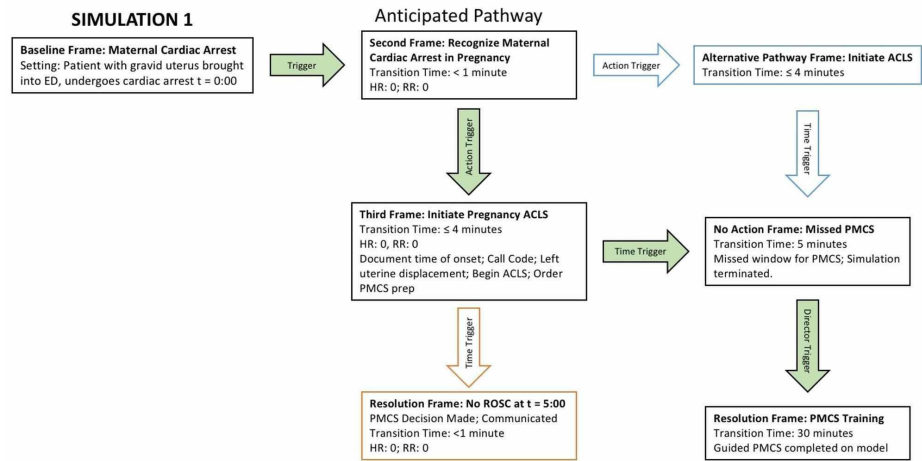 SIMULATION 1
Anticipated Pathway
Baseline Frame: Maternal Cardiac Arrest
Setting: Patient with gravid uterus brought
into ED, undergoes cardiac arrest t = 0:00
Trigger
Second Frame: Recognize Maternal
Cardiac Arrest in Pregnancy
Transition Time: < 1 minute
HR: 0; RR: 0
Action Trigger
Alternative Pathway Frame: Initiate ACLS
Transition Time: ≤ 4 minutes
Action Trigger
Time Trigger
Third Frame: Initiate Pregnancy ACLS
Transition Time: ≤ 4 minutes
HR: 0, RR: 0
Document time of onset; Call Code; Left
uterine displacement; Begin ACLS; Order
PMCS prep
Time Trigger
No Action Frame: Missed PMCS
Transition Time: 5 minutes
Missed window for PMCS; Simulation
terminated.
Time Trigger
Director
Trigger
Resolution Frame: No ROSC at t = 5:00
PMCS Decision Made; Communicated
Transition Time: <1 minute
HR: 0; RR: 0
Resolution Frame: PMCS Training
Transition Time: 30 minutes
Guided PMCS completed on model